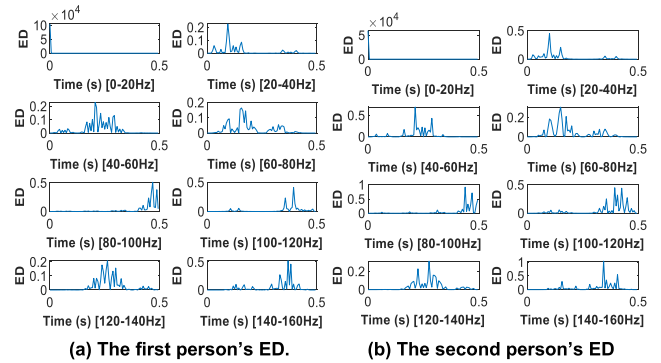 ×10⁴
10
5
0
ED
0
0.5
Time (s) [0-20Hz]
0.2
0.1
0
0
0.5
Time (s) [20-40Hz]
0.2
0.1
0
ED
0
0.5
Time (s) [40-60Hz]
0.2
0.1
0
ED
0
0.5
Time (s) [60-80Hz]
0.5
0
ED
0
0.5
Time (s) [80-100Hz]
0.5
0
ED
0
0.5
Time (s) [100-120Hz]
0.2
0.1
0
ED
0
0.5
Time (s) [120-140Hz]
0.5
0
ED
0
0.5
Time (s) [140-160Hz]
(a) The first person's ED.
×10⁴
5
0
ED
0
0.5
Time (s) [0-20Hz]
0.4
0.2
0
ED
0
0.5
Time (s) [20-40Hz]
0.5
0
ED
0
0.5
Time (s) [40-60Hz]
0.2
0
ED
0
0.5
Time (s) [60-80Hz]
1
0.5
0
ED
0
0.5
Time (s) [80-100Hz]
0.5
0
ED
0
0.5
Time (s) [100-120Hz]
0.2
0
ED
0
0.5
Time (s) [120-140Hz]
1
0.5
0
ED
0
0.5
Time (s) [140-160Hz]
(b) The second person's ED